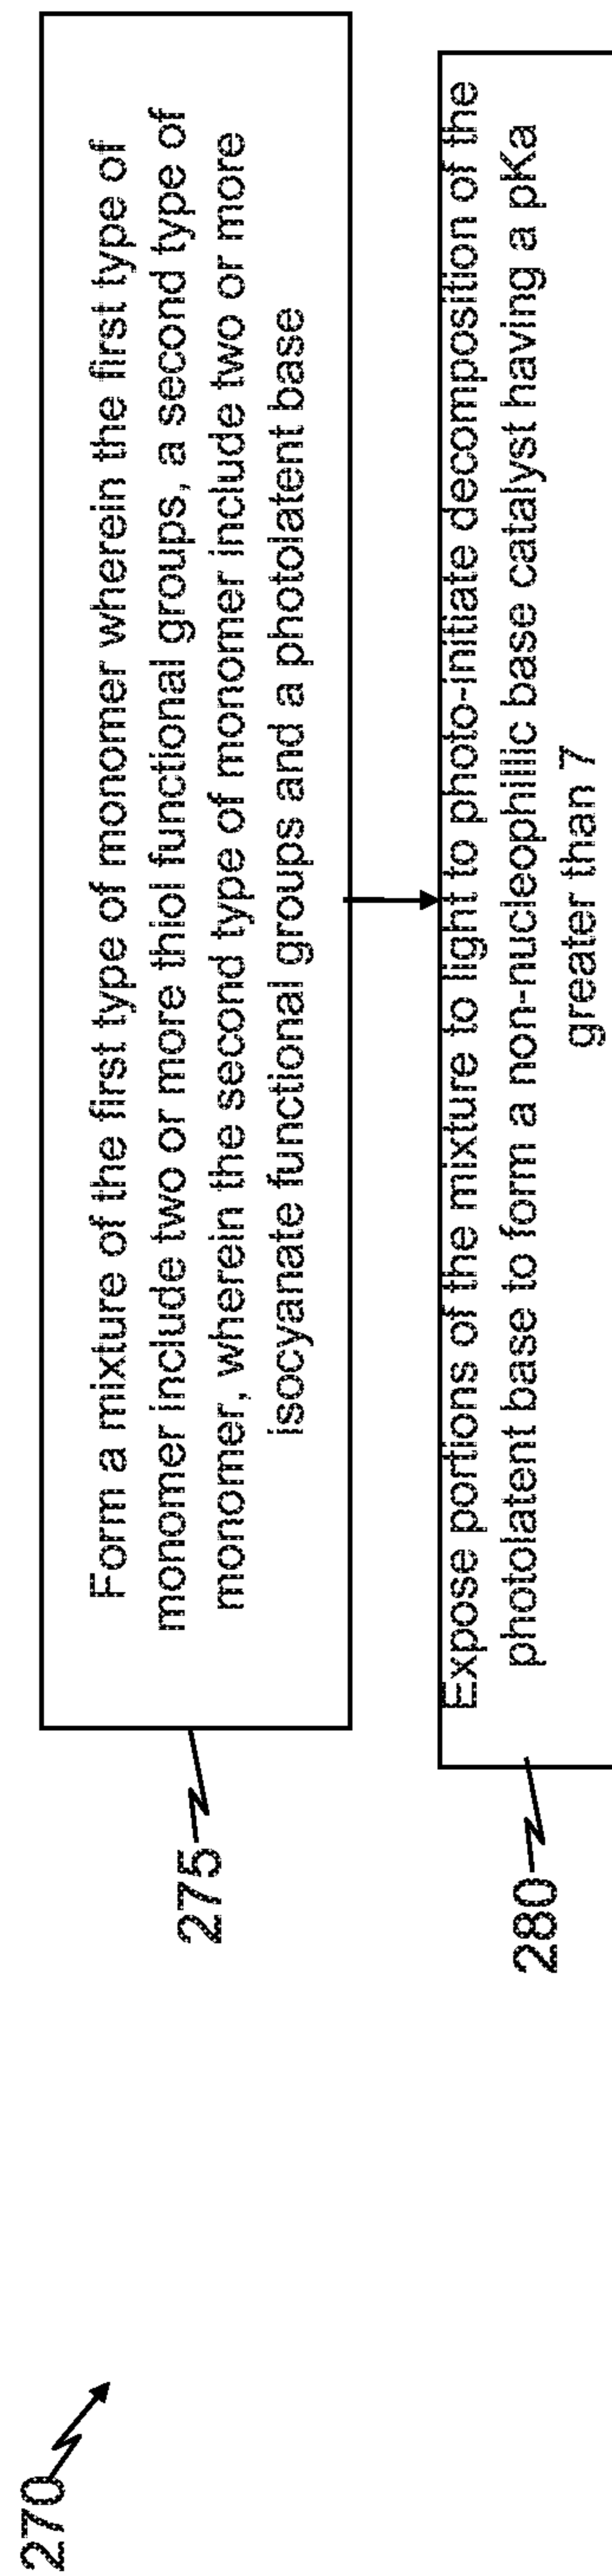 270
275
Form a mixture of the first type of monomer wherein the first type of
monomer include two or more thiol functional groups, a second type of
monomer, wherein the second type of monomer include two or more
isocyanate functional groups and a photolatent base
280
Expose portions of the mixture to light to photo-initiate decomposition of the
photolatent base to form a non-nucleophillic base catalyst having a pKa
greater than 7